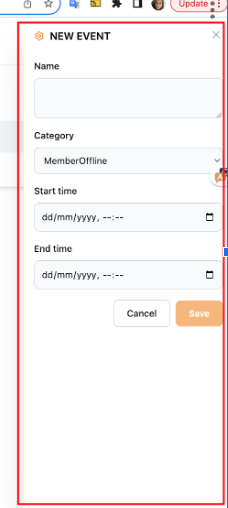 Update
NEW EVENT
Name
Category
MemberOffline
Start time
dd/mm/yyyy, --:--
End time
dd/mm/yyyy, --:--
Cancel
Save